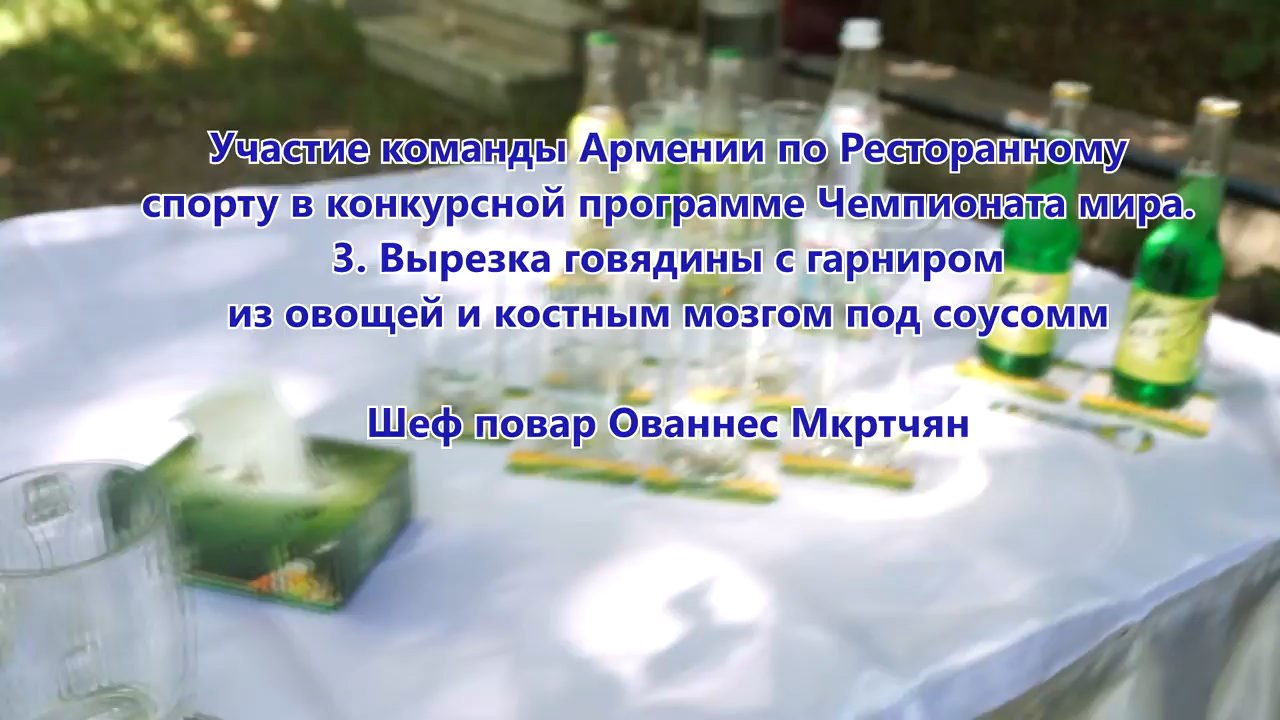 Участие команды Армении по Ресторанному
спорту в конкурсной программе Чемпионата мира.
3. Вырезка говядины с гарниром
из овощей и костным мозгом под соусомм
Шеф повар Ованнес Мкртчян